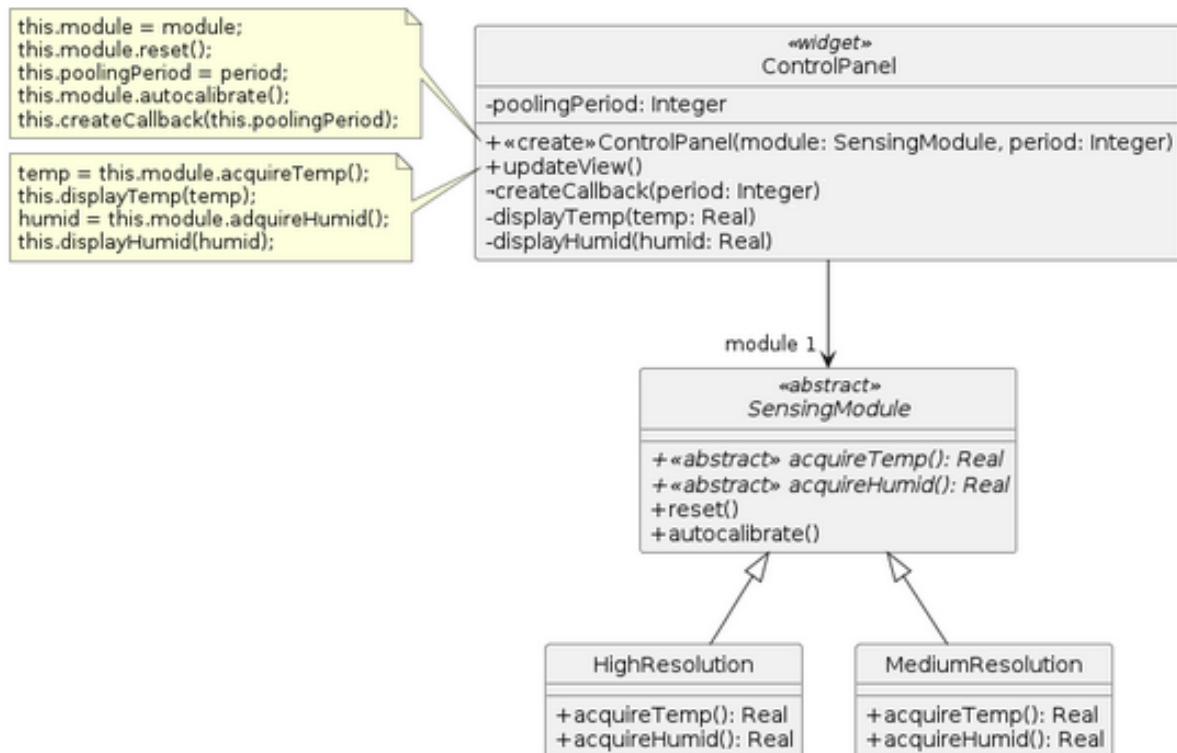 this.module = module;
this.module.reset();
this.poolingPeriod = period;
this.module.autocalibrate();
this.createCallback(this.poolingPeriod);
temp = this.module.acquireTemp();
this.displayTemp(temp);
humid = this.module.adquireHumid();
this.displayHumid(humid);
«widget»
ControlPanel
-poolingPeriod: Integer
+«create»ControlPanel(module: SensingModule, period: Integer)
+updateView()
-createCallback(period: Integer)
-displayTemp(temp: Real)
-displayHumid(humid: Real)
module 1
«abstract»
SensingModule
+«abstract» acquireTemp(): Real
+«abstract» acquireHumid(): Real
+reset()
+autocalibrate()
HighResolution
+acquireTemp(): Real
+acquireHumid(): Real
MediumResolution
+acquireTemp(): Real
+acquireHumid(): Real